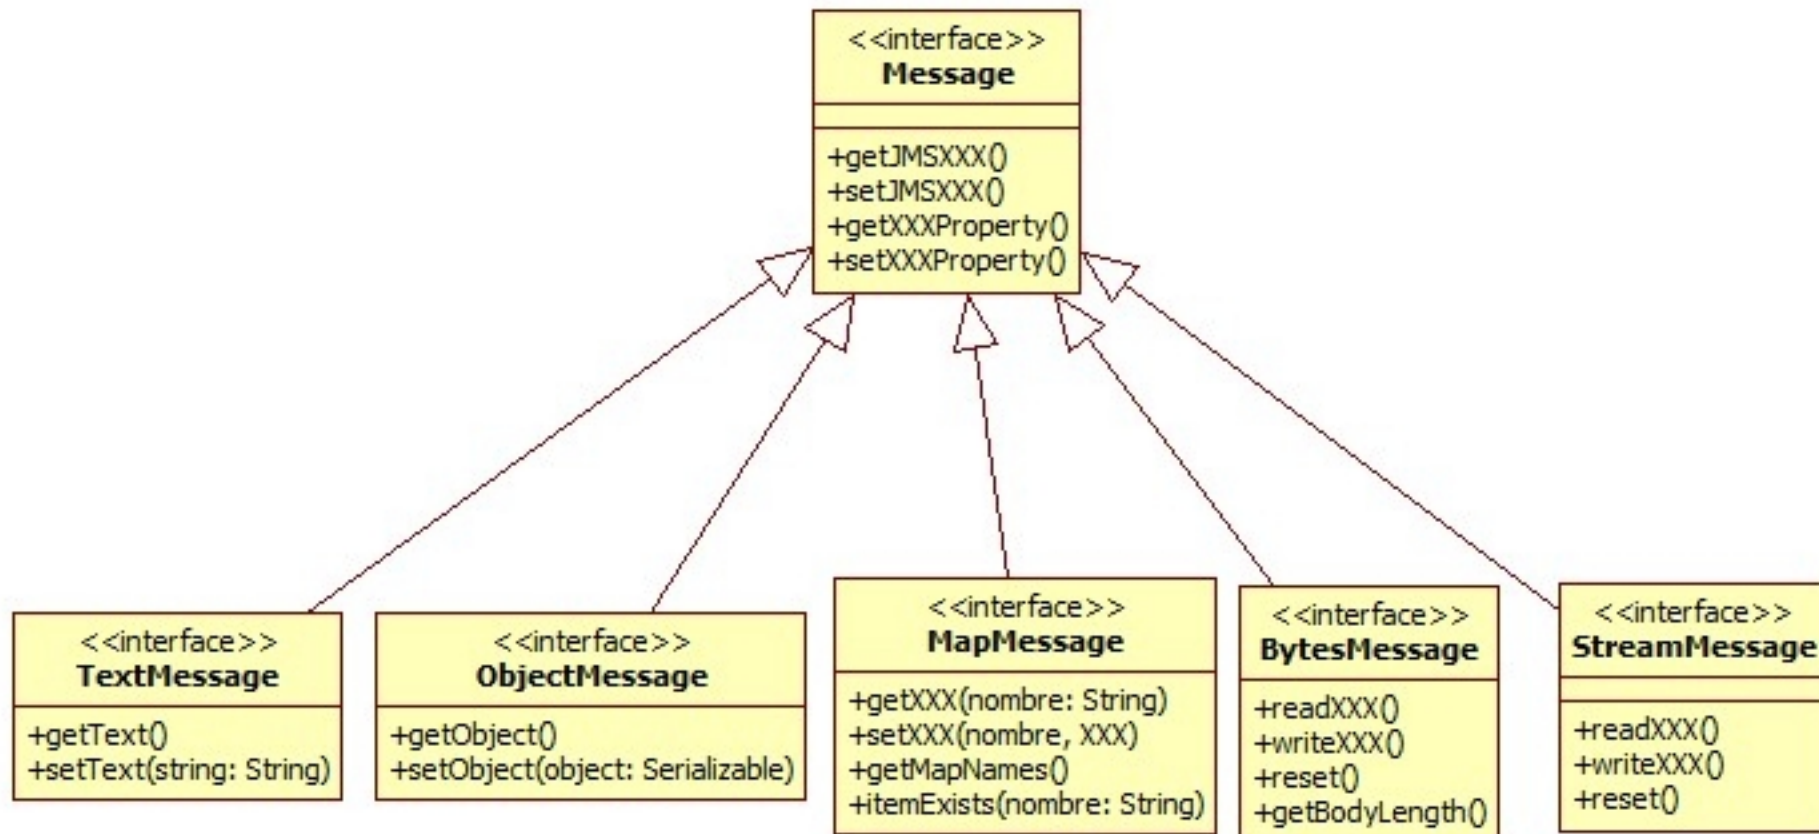 <<interface>>
Message
+getJMSXXX()
+setJMSXXX()
+getXXXProperty()
+setXXXProperty()
<<interface>>
TextMessage
+getText()
+setText(string: String)
<<interface>>
ObjectMessage
+getObject()
+setObject(object: Serializable)
<<interface>>
MapMessage
+getXXX(nombre: String)
+setXXX(nombre, XXX)
+getMapNames()
+itemExists(nombre: String)
<<interface>>
BytesMessage
+readXXX()
+writeXXX()
+reset()
+getBodyLength()
<<interface>>
StreamMessage
+readXXX()
+writeXXX()
+reset()